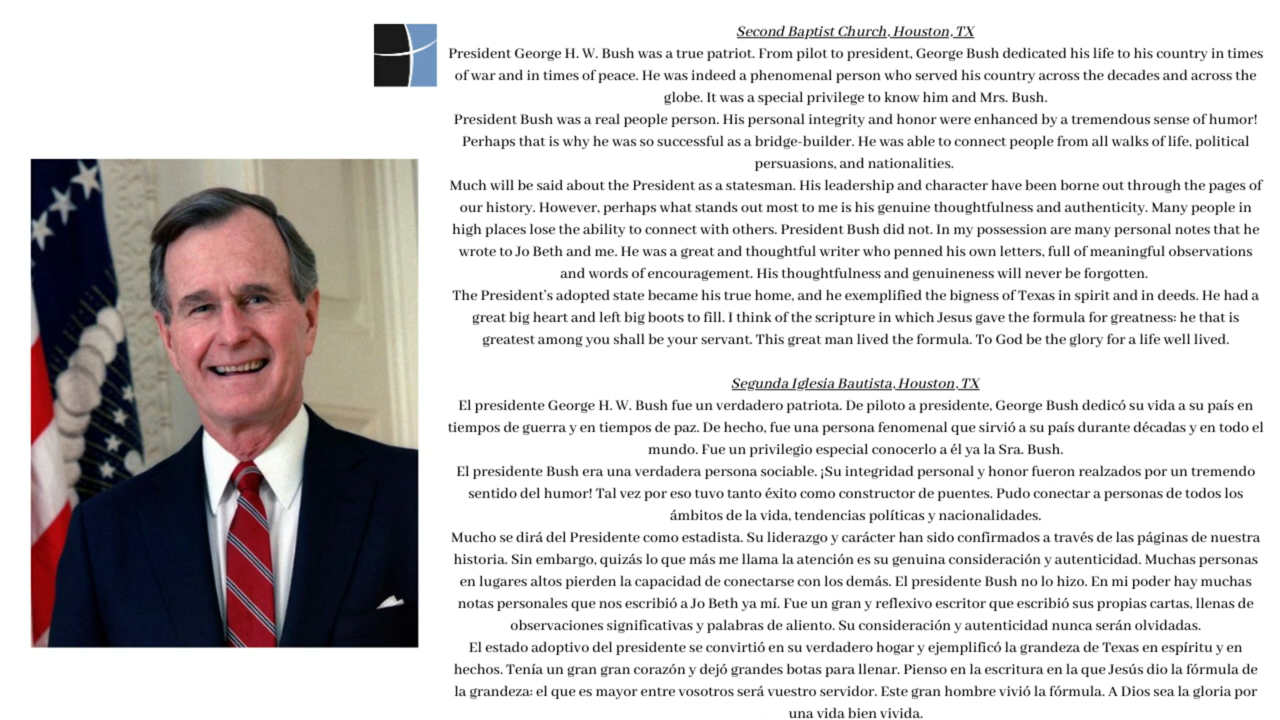 Second Baptist Church, Houston, TX
President George H. W. Bush was a true patriot. From pilot to president, George Bush dedicated his life to his country in times
of war and in times of peace. He was indeed a phenomenal person who served his country across the decades and across the
globe. It was a special privilege to know him and Mrs. Bush.
President Bush was a real people person. His personal integrity and honor were enhanced by a tremendous sense of humor!
Perhaps that is why he was so successful as a bridge-builder. He was able to connect people from all walks of life, political
persuasions, and nationalities.
Much will be said about the President as a statesman. His leadership and character have been borne out through the pages of
our history. However, perhaps what stands out most to me is his genuine thoughtfulness and authenticity. Many people in
high places lose the ability to connect with others. President Bush did not. In my possession are many personal notes that he
wrote to Jo Beth and me. He was a great and thoughtful writer who penned his own letters, full of meaningful observations
and words of encouragement. His thoughtfulness and genuineness will never be forgotten.
The President's adopted state became his true home, and he exemplified the bigness of Texas in spirit and in deeds. He had a
great big heart and left big boots to fill. I think of the scripture in which Jesus gave the formula for greatness: he that is
greatest among you shall be your servant. This great man lived the formula. To God be the glory for a life well lived.
Segunda Iglesia Bautista, Houston, TX
El presidente George H. W. Bush fue un verdadero patriota. De piloto a presidente, George Bush dedicó su vida a su país en
tiempos de guerra y en tiempos de paz. De hecho, fue una persona fenomenal que sirvió a su país durante décadas y en todo el
mundo. Fue un privilegio especial conocerlo a él ya la Sra. Bush.
El presidente Bush era una verdadera persona sociable. ¡Su integridad personal y honor fueron realzados por un tremendo
sentido del humor! Tal vez por eso tuvo tanto éxito como constructor de puentes. Pudo conectar a personas de todos los
ámbitos de la vida, tendencias políticas y nacionalidades.
Mucho se dirá del Presidente como estadista. Su liderazgo y carácter han sido confirmados a través de las páginas de nuestra
historia. Sin embargo, quizás lo que más me llama la atención es su genuina consideración y autenticidad. Muchas personas
en lugares altos pierden la capacidad de conectarse con los demás. El presidente Bush no lo hizo. En mi poder hay muchas
notas personales que nos escribió a Jo Beth ya mí. Fue un gran y reflexivo escritor que escribió sus propias cartas, llenas de
observaciones significativas y palabras de aliento. Su consideración y autenticidad nunca serán olvidadas.
El estado adoptivo del presidente se convirtió en su verdadero hogar y ejemplificó la grandeza de Texas en espíritu y en
hechos. Tenía un gran gran corazón y dejó grandes botas para llenar. Pienso en la escritura en la que Jesús dio la fórmula de
la grandeza: el que es mayor entre vosotros será vuestro servidor. Este gran hombre vivió la fórmula. A Dios sea la gloria por
una vida bien vivida.